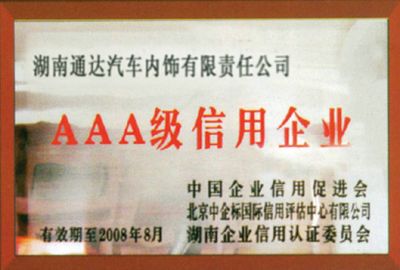 湖南通达汽车内饰有限责任公司
AAA级信用企业
中国企业信用促进会
北京中企标国际信用评估中心有限公司
有效期至2008年8月 湖南企业信用认证委员会